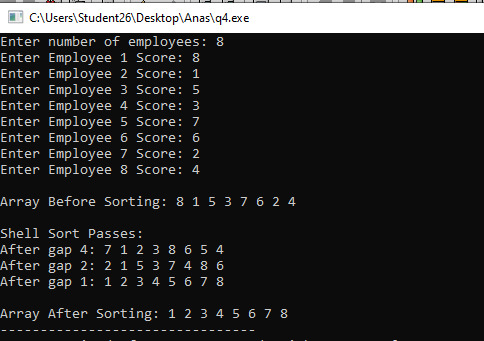 C:\Users\Student26\Desktop\Anas\q4.exe
Enter number of employees: 8
Enter Employee 1 Score: 8
Enter Employee 2 Score: 1
Enter Employee 3 Score: 5
Enter Employee 4 Score: 3
Enter Employee 5 Score: 7
Enter Employee 6 Score: 6
Enter Employee 7 Score: 2
Enter Employee 8 Score: 4
Array Before Sorting: 8 1 5 3 7 6 2 4
Shell Sort Passes:
After gap 4: 7 1 2 3 8 6 5 4
After gap 2: 2 1 5 3 7 4 8 6
After gap 1: 1 2 3 4 5 6 7 8
Array After Sorting: 1 2 3 4 5 6 7 8
--------------------------------